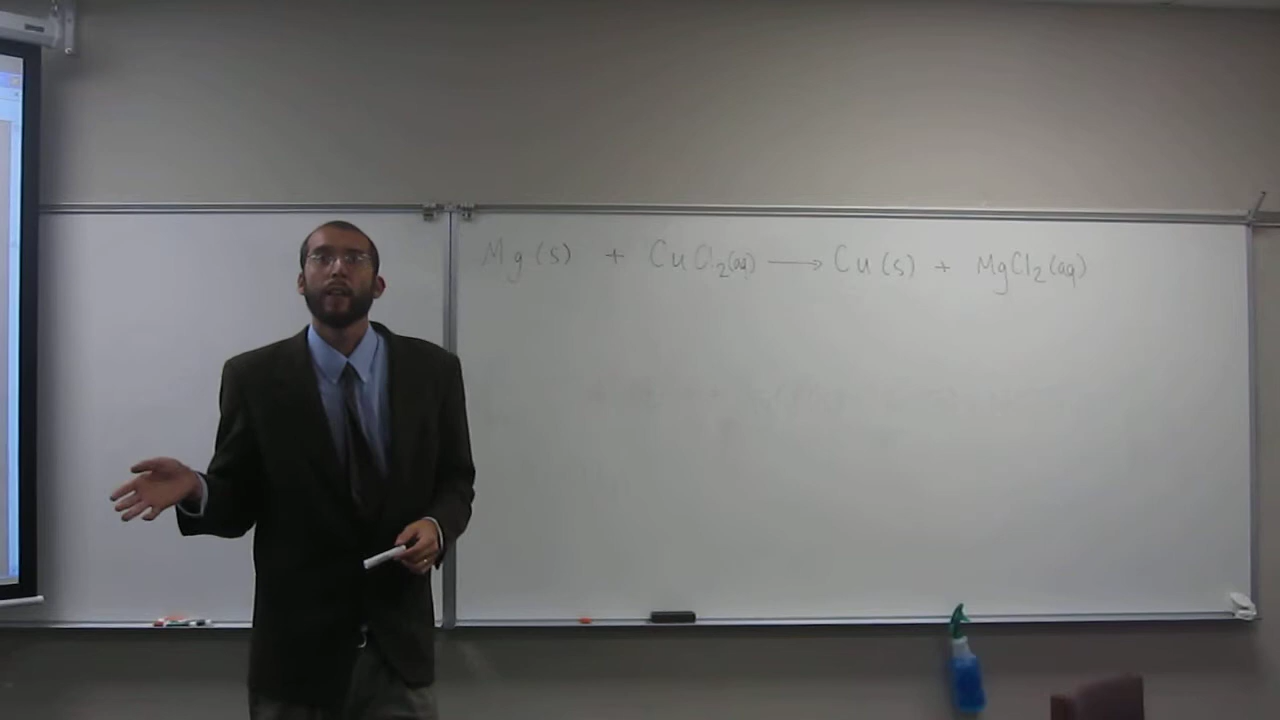 Mg (s) + CuCl₂(aq) → Cu (s) + MgCl₂(aq)